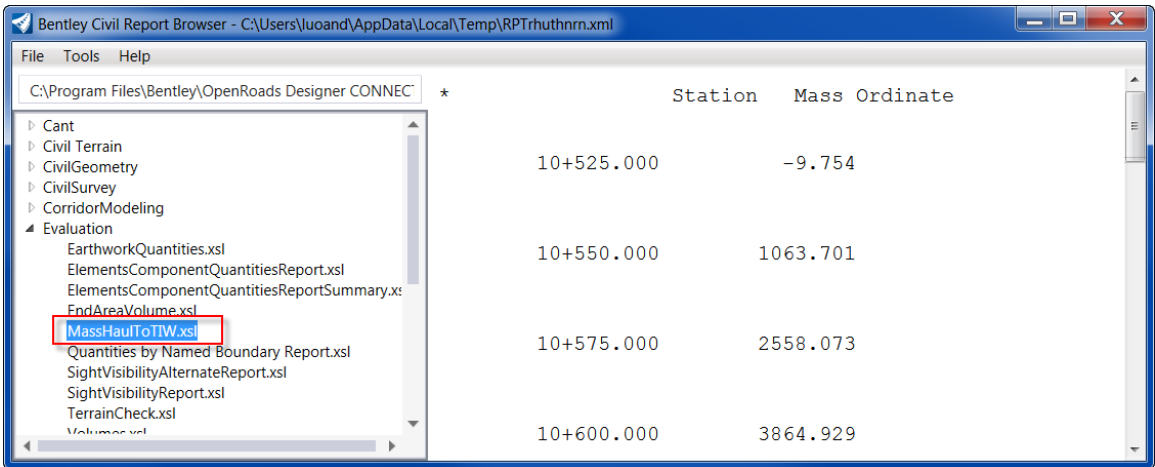 Bentley Civil Report Browser - C:\Users\luoand\AppData\Local\Temp\RPTrhuthnrn.xml
File Tools Help
C:\Program Files\Bentley\OpenRoads Designer CONNECT
Cant
Civil Terrain
CivilGeometry
CivilSurvey
CorridorModeling
Evaluation
EarthworkQuantities.xsl
ElementsComponentQuantitiesReport.xsl
ElementsComponentQuantitiesReportSummary.xs
EndAreaVolume.xsl
MassHaulToTIW.xsl
Quantities by Named Boundary Report.xsl
SightVisibilityAlternateReport.xsl
SightVisibilityReport.xsl
TerrainCheck.xsl
Volumes.xsl
* Station Mass Ordinate
10+525.000 -9.754
10+550.000 1063.701
10+575.000 2558.073
10+600.000 3864.929